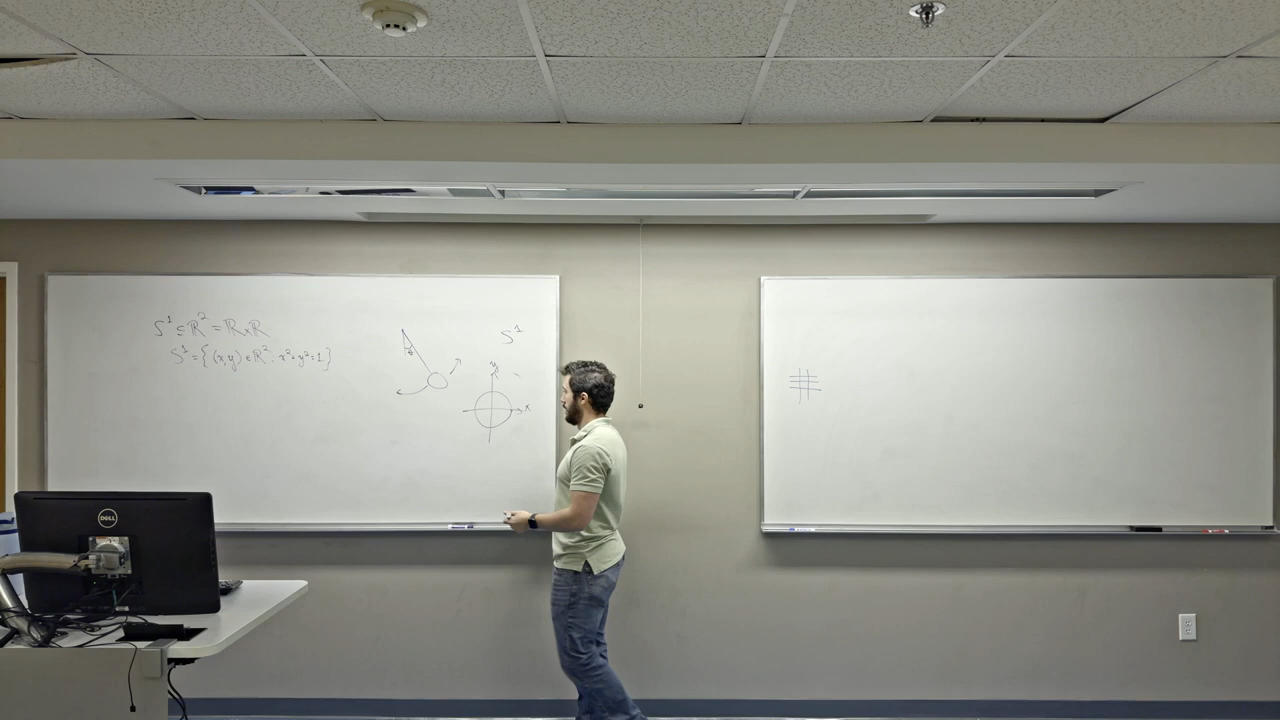 S¹ ⊆ ℝ² = ℝ×ℝ
S¹ = { (x,y) ∈ ℝ² : x² + y² = 1 }
S¹
y
x
DELL